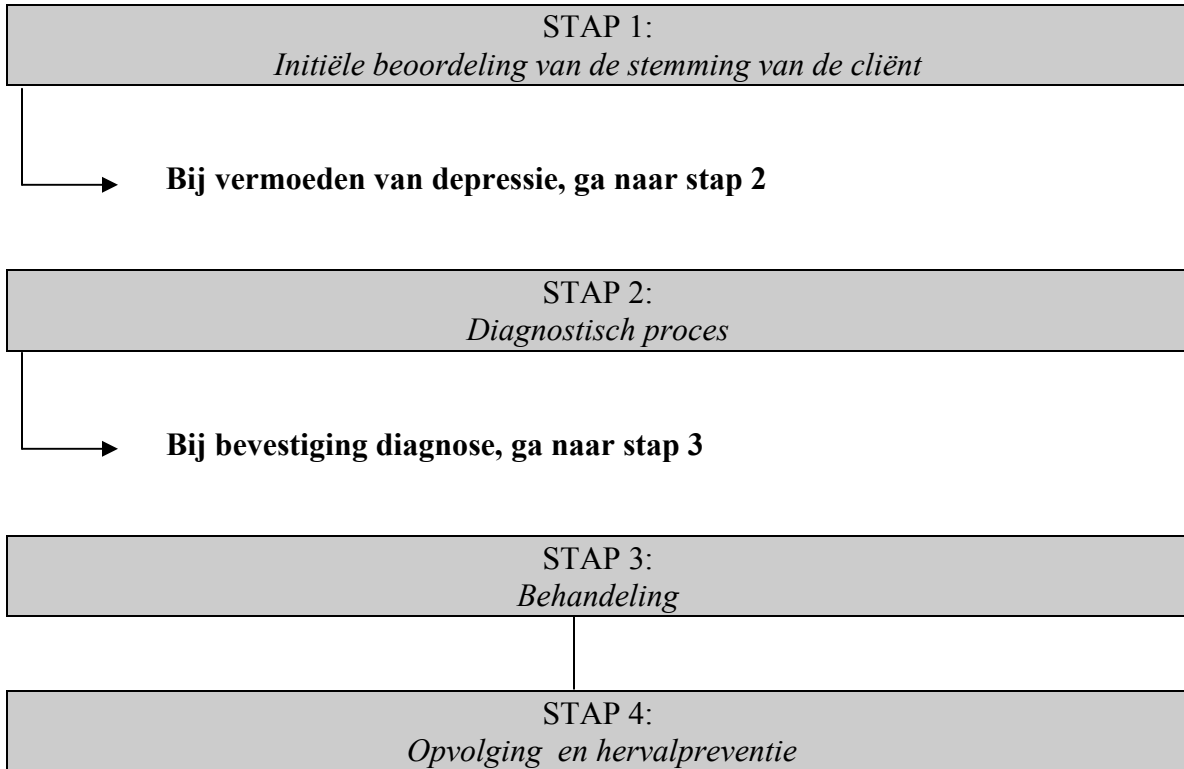 STAP 1:
Initiële beoordeling van de stemming van de cliënt
Bij vermoeden van depressie, ga naar stap 2
STAP 2:
Diagnostisch proces
Bij bevestiging diagnose, ga naar stap 3
STAP 3:
Behandeling
STAP 4:
Opvolging en hervalpreventie